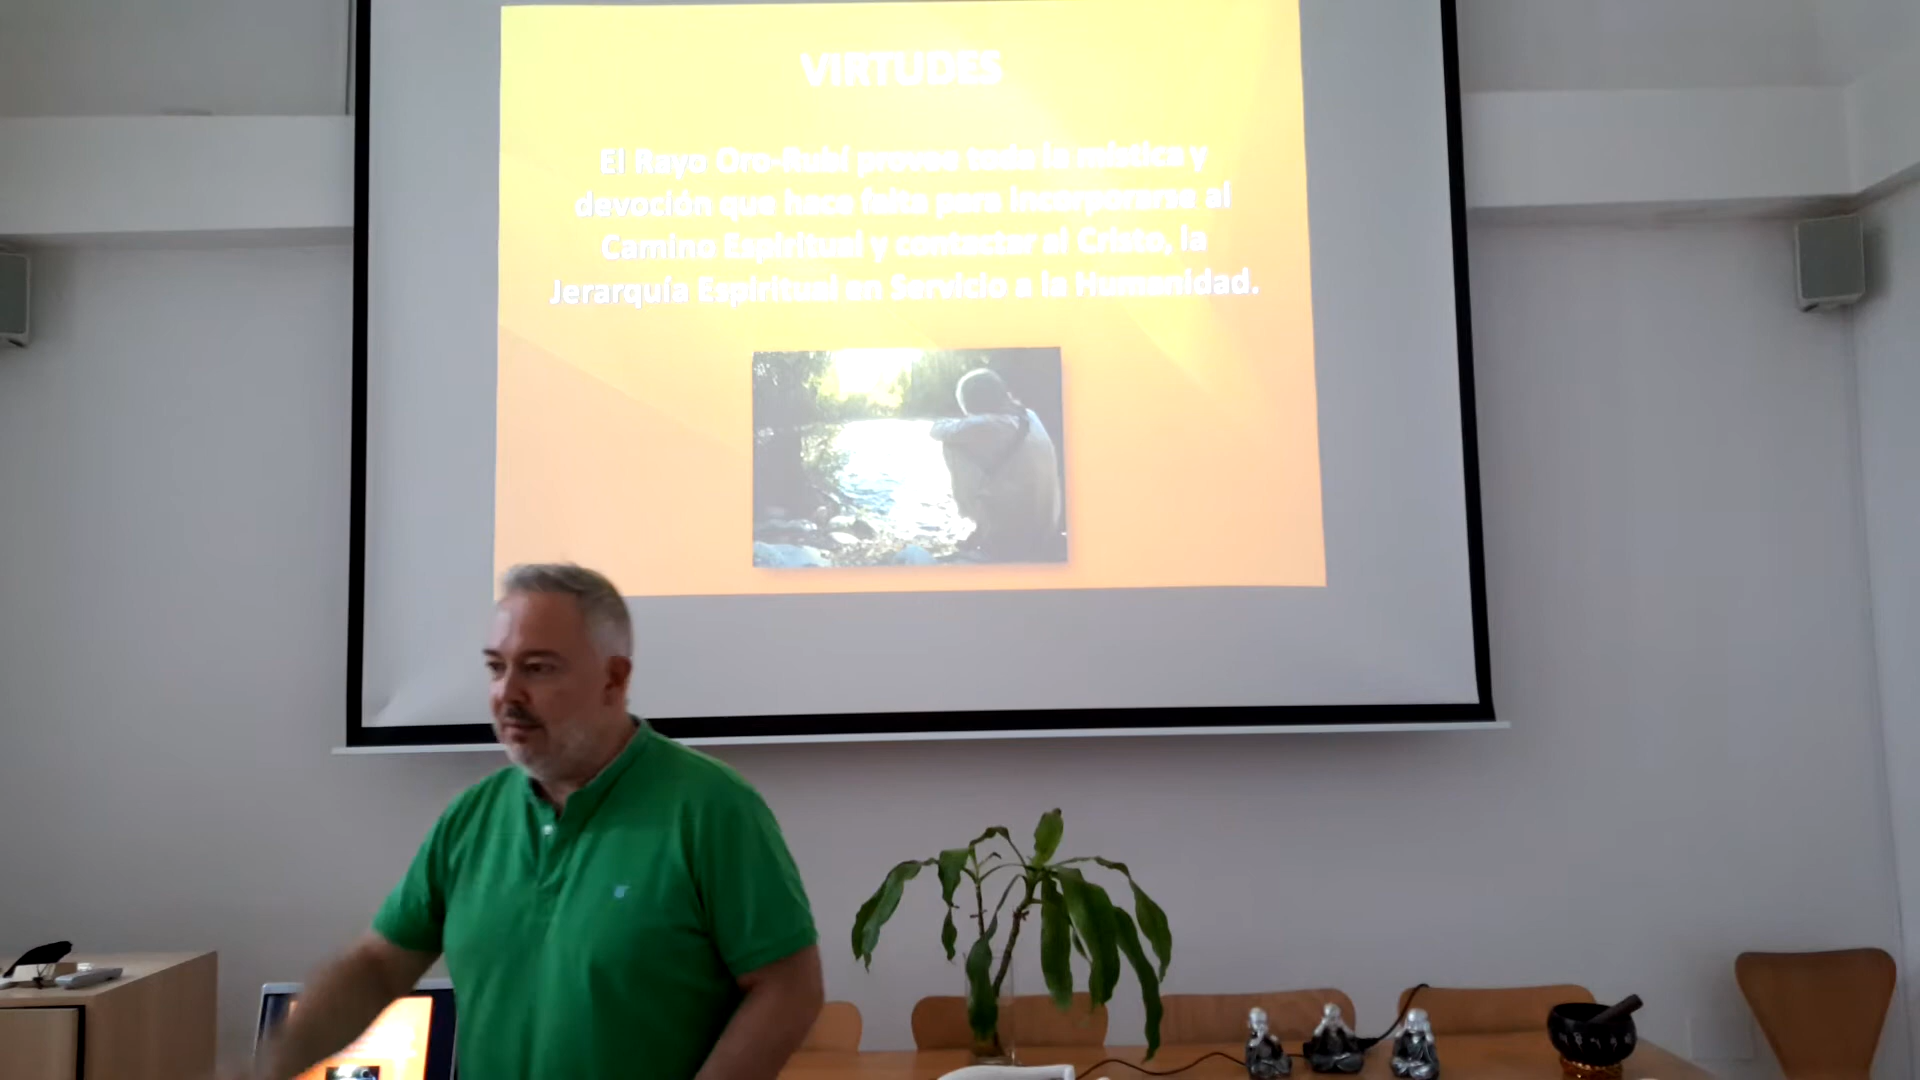 VIRTUDES
El Rayo Oro-Rubí provee toda la mística y
devoción que hace falta para incorporarse al
Camino Espiritual y contactar al Cristo, la
Jerarquía Espiritual en Servicio a la Humanidad.